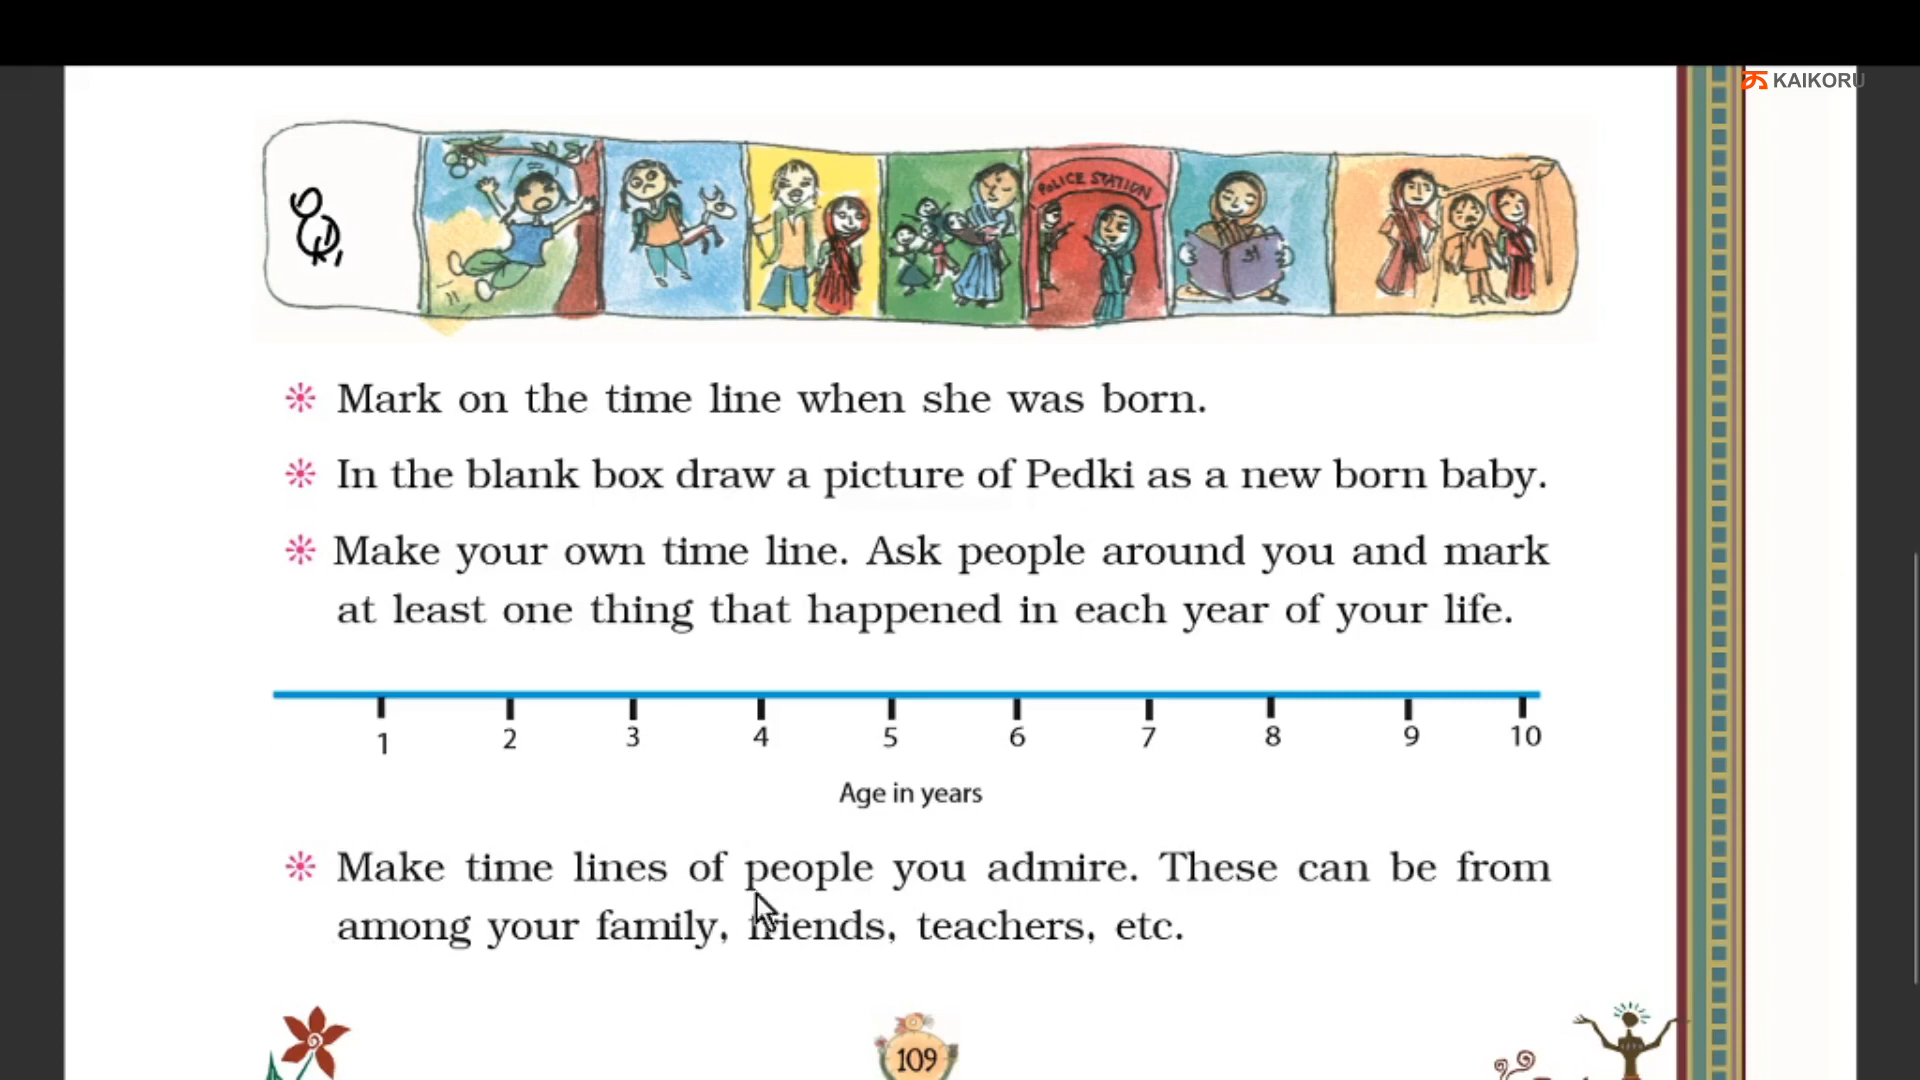 KAIKORU
POLICE STATION
अ
Mark on the time line when she was born.
In the blank box draw a picture of Pedki as a new born baby.
Make your own time line. Ask people around you and mark
at least one thing that happened in each year of your life.
1 2 3 4 5 6 7 8 9 10
Age in years
Make time lines of people you admire. These can be from
among your family, friends, teachers, etc.
109